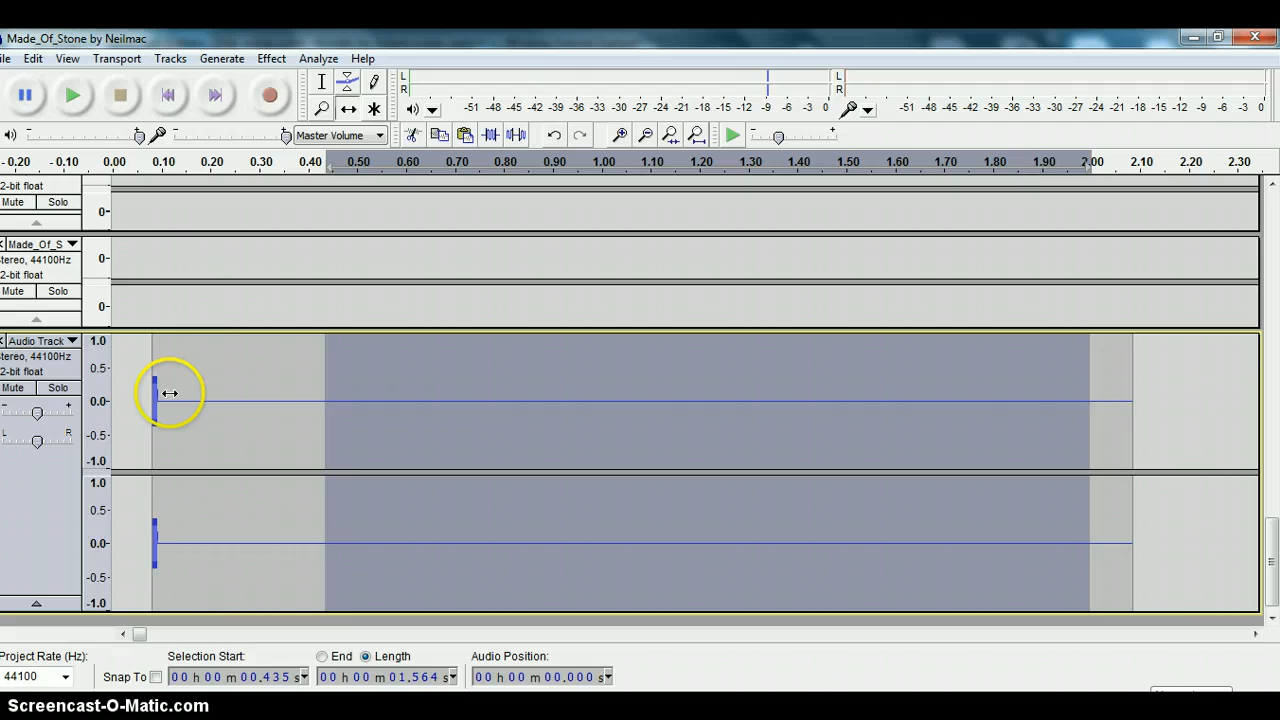 Made_Of_Stone by Neilmac
ile Edit View Transport Tracks Generate Effect Analyze Help
L
R
-51 -48 -45 -42 -39 -36 -33 -30 -27 -24 -21 -18 -15 -12 -9 -6 -3 0
L
R
-51 -48 -45 -42 -39 -36 -33 -30 -27 -24 -21 -18 -15 -12 -9 -6 -3 0
- + - + Master Volume - +
-0.20 -0.10 0.00 0.10 0.20 0.30 0.40 0.50 0.60 0.70 0.80 0.90 1.00 1.10 1.20 1.30 1.40 1.50 1.60 1.70 1.80 1.90 2.00 2.10 2.20 2.30
2-bit float
Mute Solo
0-
Made_Of_S
Stereo, 44100Hz
2-bit float
Mute Solo
0-
0-
Audio Track
Stereo, 44100Hz
2-bit float
Mute Solo
- +
L R
1.0
0.5-
0.0-
-0.5-
-1.0
1.0
0.5-
0.0-
-0.5-
-1.0
Project Rate (Hz):
44100
Snap To
Selection Start:
00 h 00 m 00.435 s
End Length
00 h 00 m 01.564 s
Audio Position:
00 h 00 m 00.000 s
Screencast-O-Matic.com